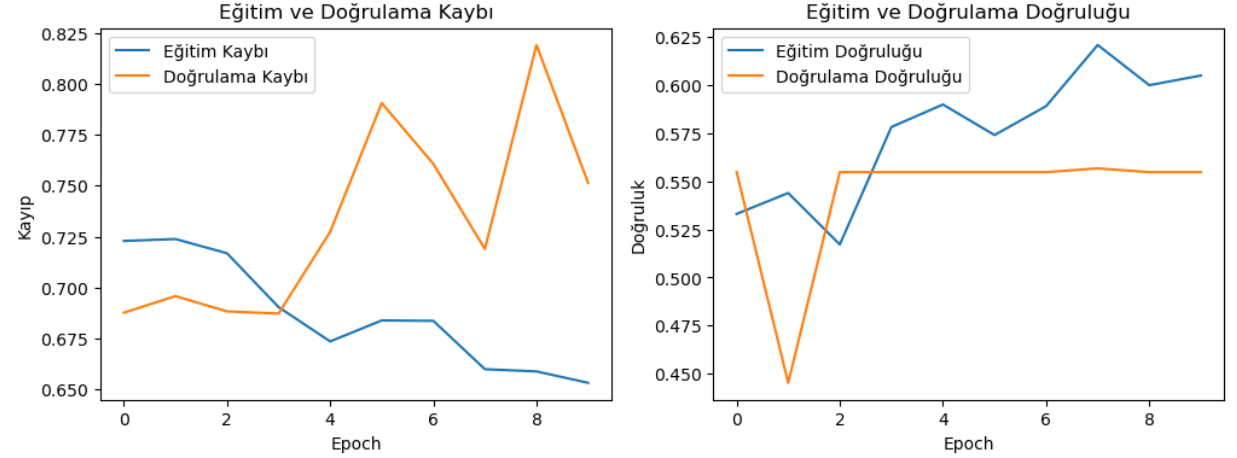 Eğitim ve Doğrulama Kaybı
Eğitim Kaybı
Doğrulama Kaybı
0.825
0.800
0.775
0.750
0.725
0.700
0.675
0.650
Kayıp
0 2 4 6 8
Epoch
Eğitim ve Doğrulama Doğruluğu
Eğitim Doğruluğu
Doğrulama Doğruluğu
0.625
0.600
0.575
0.550
0.525
0.500
0.475
0.450
Doğruluk
0 2 4 6 8
Epoch